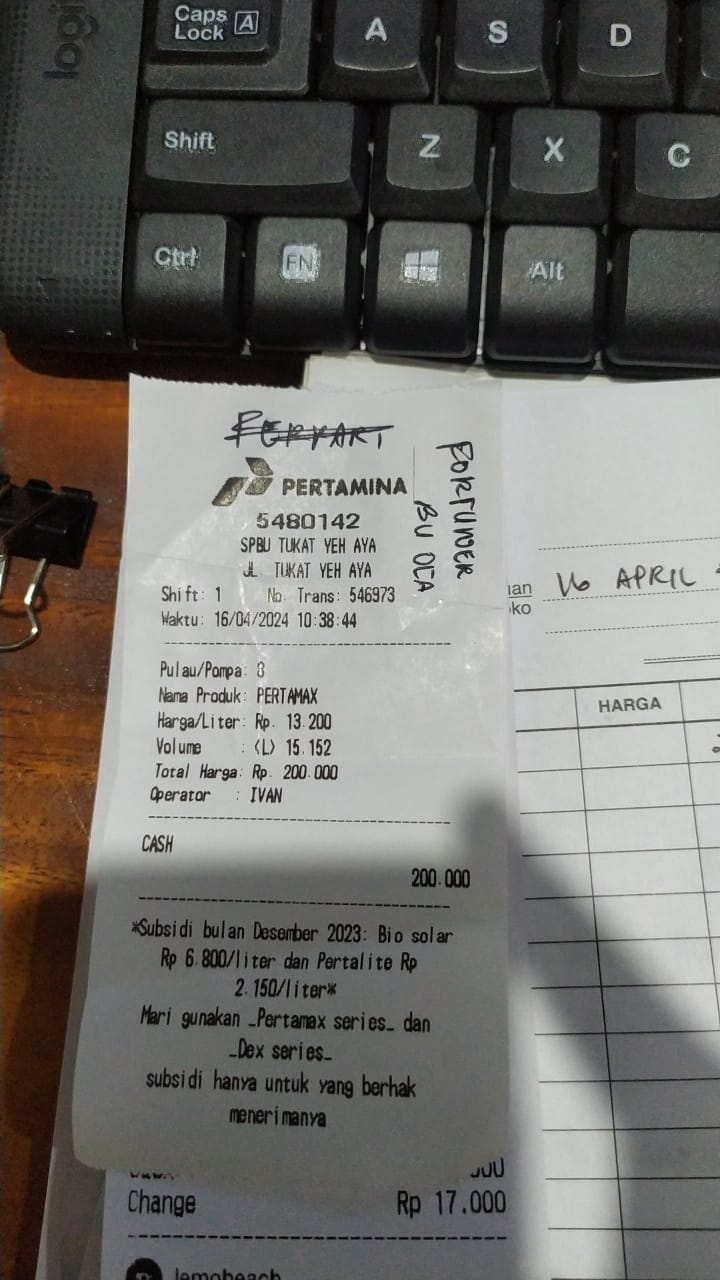 logi
Caps Lock A
A
S
D
Shift
Z
X
C
Ctrl
FN
Alt
PERTAMINA
5480142
SPBU TUKAT YEH AYA
JL. TUKAT YEH AYA
Shift: 1 No. Trans: 546973
Waktu: 16/04/2024 10:38:44
Pulau/Pompa: 8
Nama Produk: PERTAMAX
Harga/Liter: Rp. 13.200
Volume : (L) 15.152
Total Harga: Rp. 200.000
Operator : IVAN
CASH
200.000
*Subsidi bulan Desember 2023: Bio solar
Rp 6.800/liter dan Pertalite Rp
2.150/liter*
Mari gunakan _Pertamax series_ dan
_Dex series_
subsidi hanya untuk yang berhak
menerimanya
FORTUNER
BU OCA
16 APRIL
HARGA
Change Rp 17.000